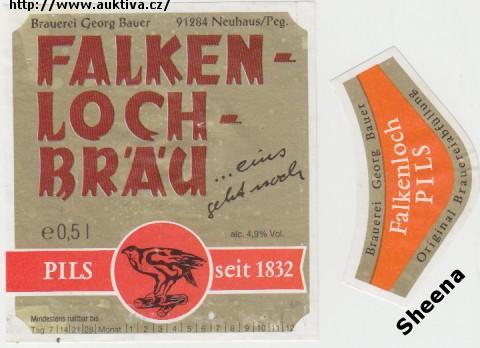 http://www.auktiva.cz
Brauerei Georg Bauer 91284 Neuhaus/Peg.
FALKEN-
LOCH-
BRÄU
...eins
geht noch
e 0,5 l
alc. 4,9% Vol.
PILS seit 1832
Mindestens haltbar bis
Tag 7 14 21 28 Monat 1 2 3 4 5 6 7 8 9 10 11 12
Brauerei Georg Bauer
Falkenloch
PILS
Original Brauereiabfüllung
Sheena